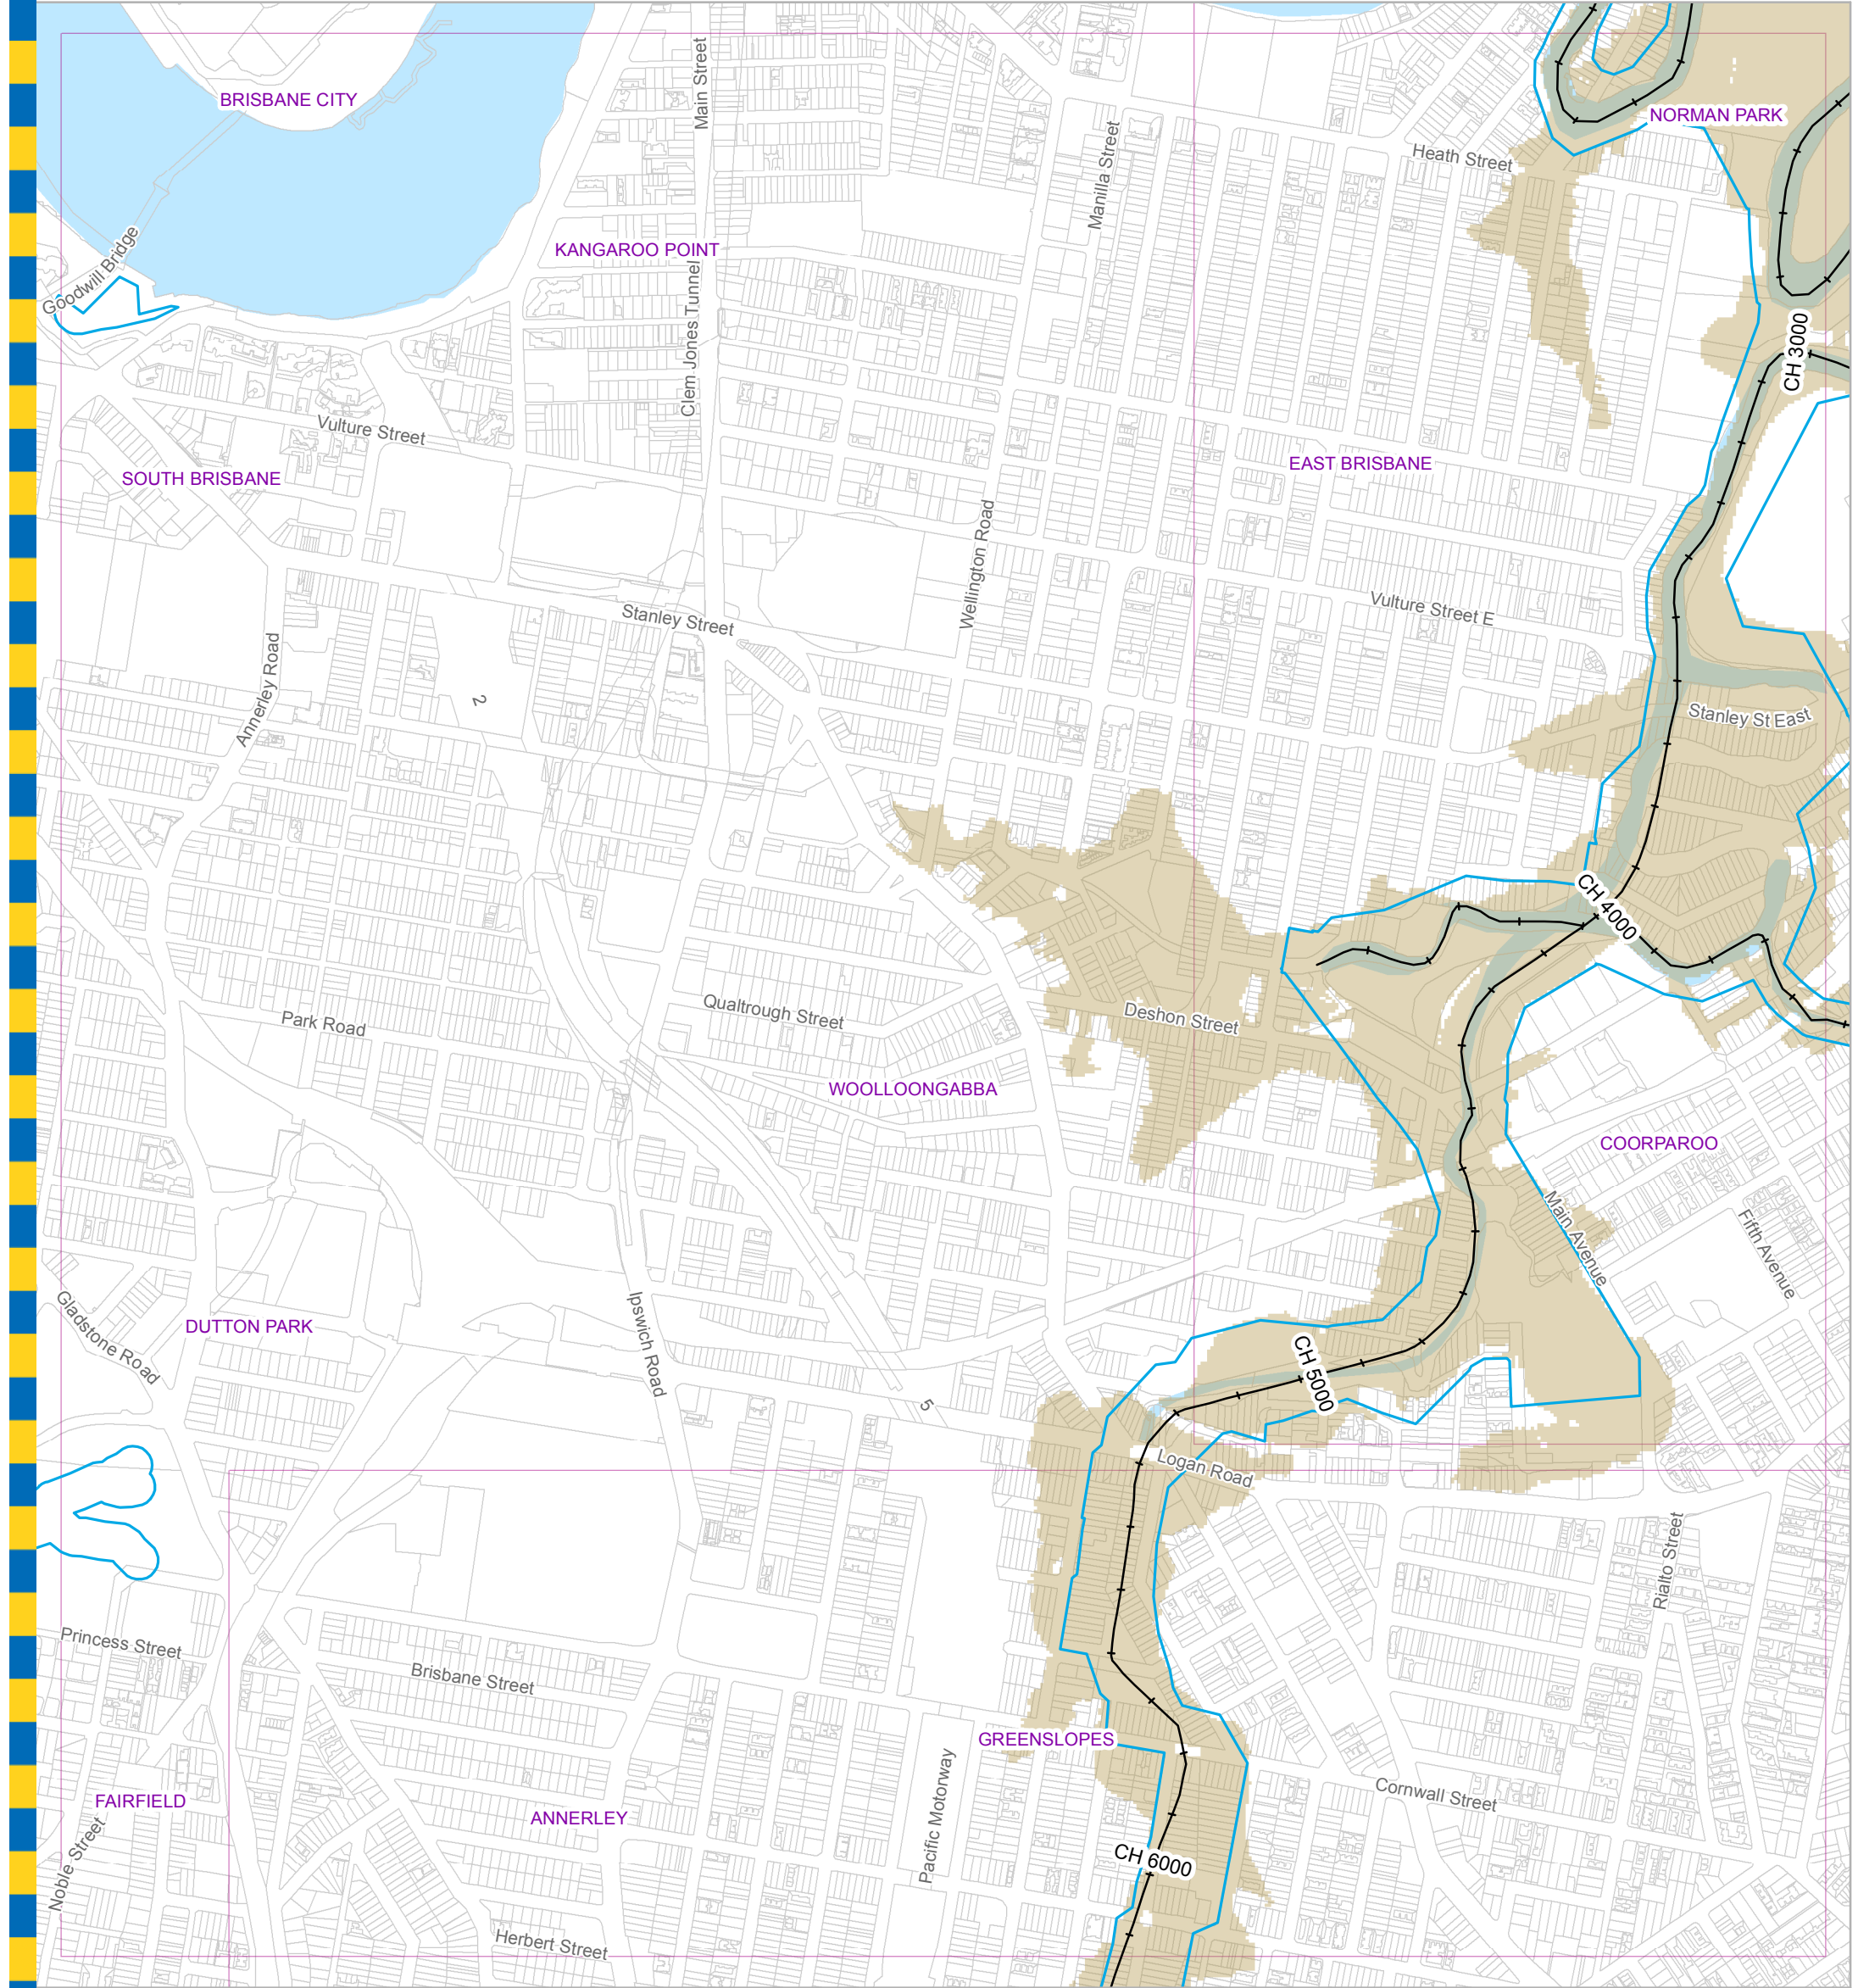 BRISBANE CITY
Main Street
NORMAN PARK
Heath Street
Manilla Street
KANGAROO POINT
Goodwill Bridge
Clem Jones Tunnel
CH 3000
Vulture Street
SOUTH BRISBANE
EAST BRISBANE
Wellington Road
Stanley Street
Vulture Street E
Annerley Road
2
Stanley St East
CH 4000
Qualtrough Street
Deshon Street
Park Road
WOOLLOONGABBA
COORPAROO
Main Avenue
Fifth Avenue
Gladstone Road
DUTTON PARK
Ipswich Road
CH 5000
5
Logan Road
Rialto Street
Princess Street
Brisbane Street
GREENSLOPES
Pacific Motorway
Cornwall Street
FAIRFIELD
ANNERLEY
Noble Street
CH 6000
Herbert Street